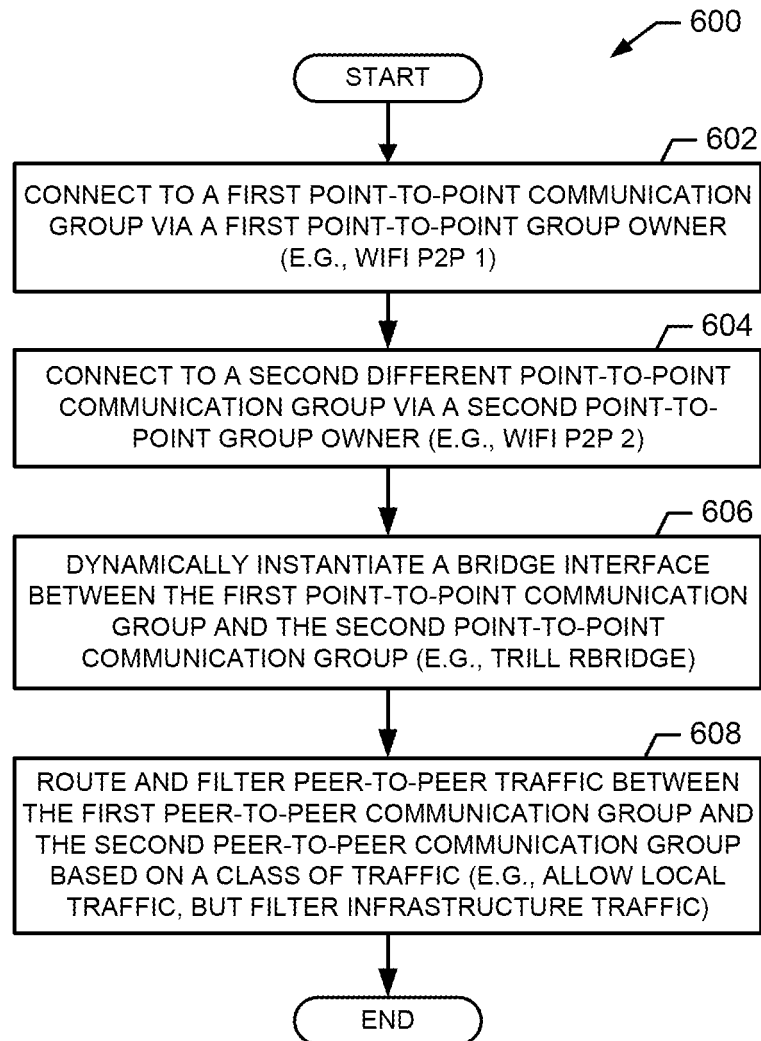 600
START
602
CONNECT TO A FIRST POINT-TO-POINT COMMUNICATION
GROUP VIA A FIRST POINT-TO-POINT GROUP OWNER
(E.G., WIFI P2P 1)
604
CONNECT TO A SECOND DIFFERENT POINT-TO-POINT
COMMUNICATION GROUP VIA A SECOND POINT-TO-
POINT GROUP OWNER (E.G., WIFI P2P 2)
606
DYNAMICALLY INSTANTIATE A BRIDGE INTERFACE
BETWEEN THE FIRST POINT-TO-POINT COMMUNICATION
GROUP AND THE SECOND POINT-TO-POINT
COMMUNICATION GROUP (E.G., TRILL RBRIDGE)
608
ROUTE AND FILTER PEER-TO-PEER TRAFFIC BETWEEN
THE FIRST PEER-TO-PEER COMMUNICATION GROUP AND
THE SECOND PEER-TO-PEER COMMUNICATION GROUP
BASED ON A CLASS OF TRAFFIC (E.G., ALLOW LOCAL
TRAFFIC, BUT FILTER INFRASTRUCTURE TRAFFIC)
END